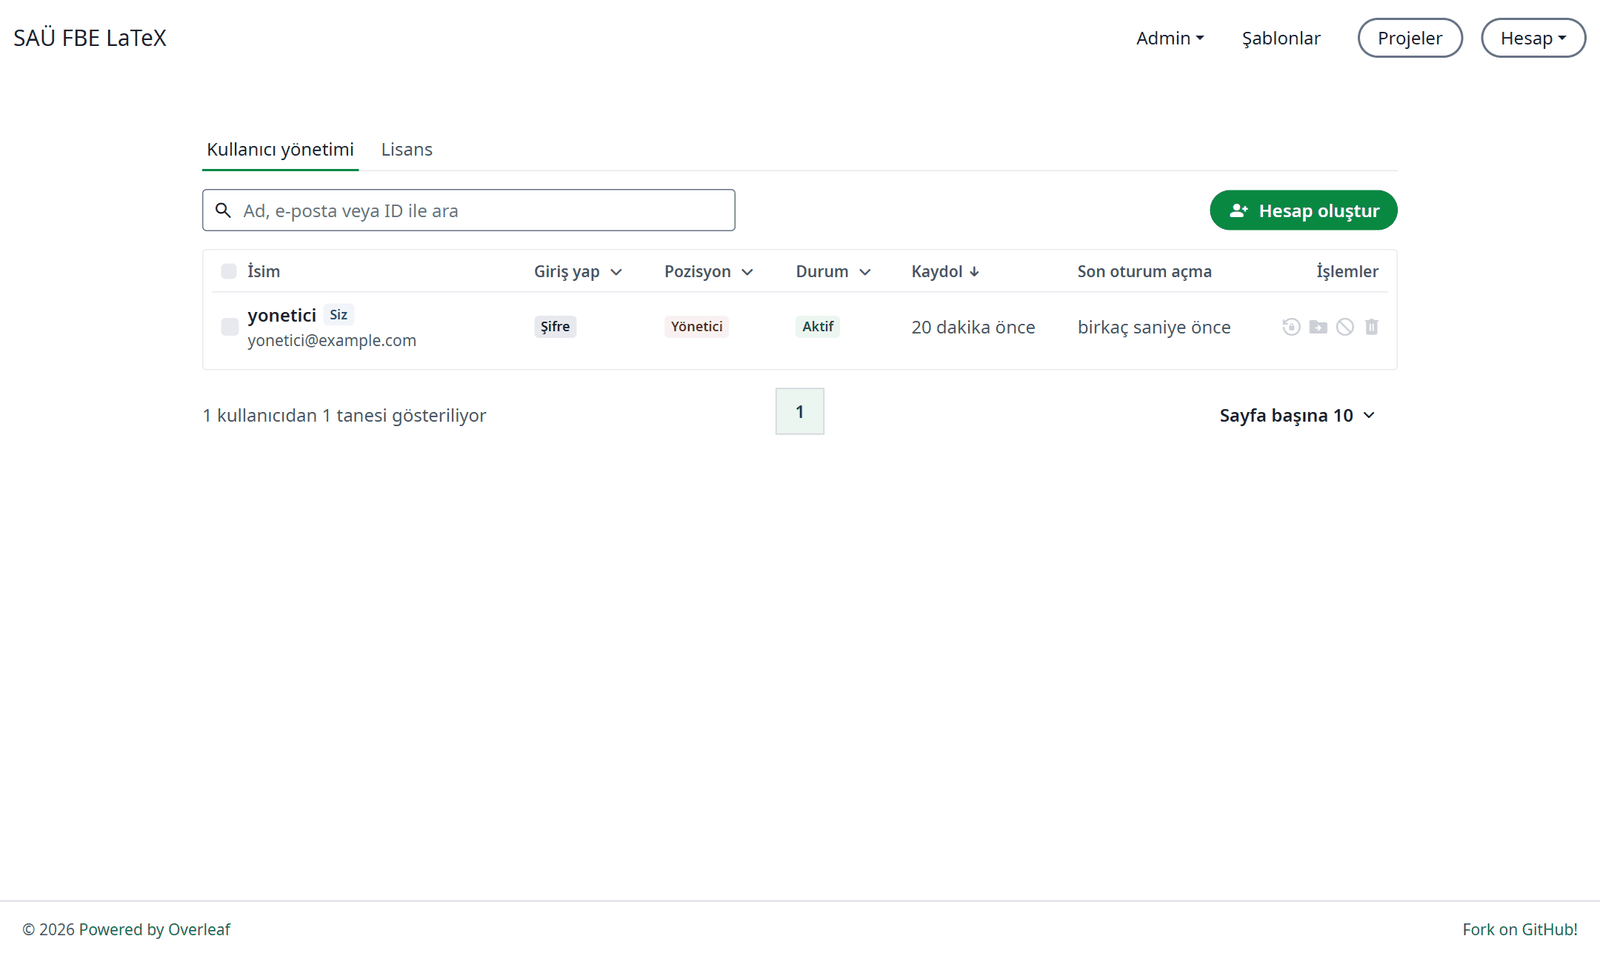 SAÜ FBE LaTeX
Admin
Şablonlar
Projeler
Hesap
Kullanıcı yönetimi
Lisans
Ad, e-posta veya ID ile ara
Hesap oluştur
İsim
Giriş yap
Pozisyon
Durum
Kaydol
Son oturum açma
İşlemler
yonetici Siz
yonetici@example.com
Şifre
Yönetici
Aktif
20 dakika önce
birkaç saniye önce
1 kullanıcıdan 1 tanesi gösteriliyor
1
Sayfa başına 10
© 2026 Powered by Overleaf
Fork on GitHub!